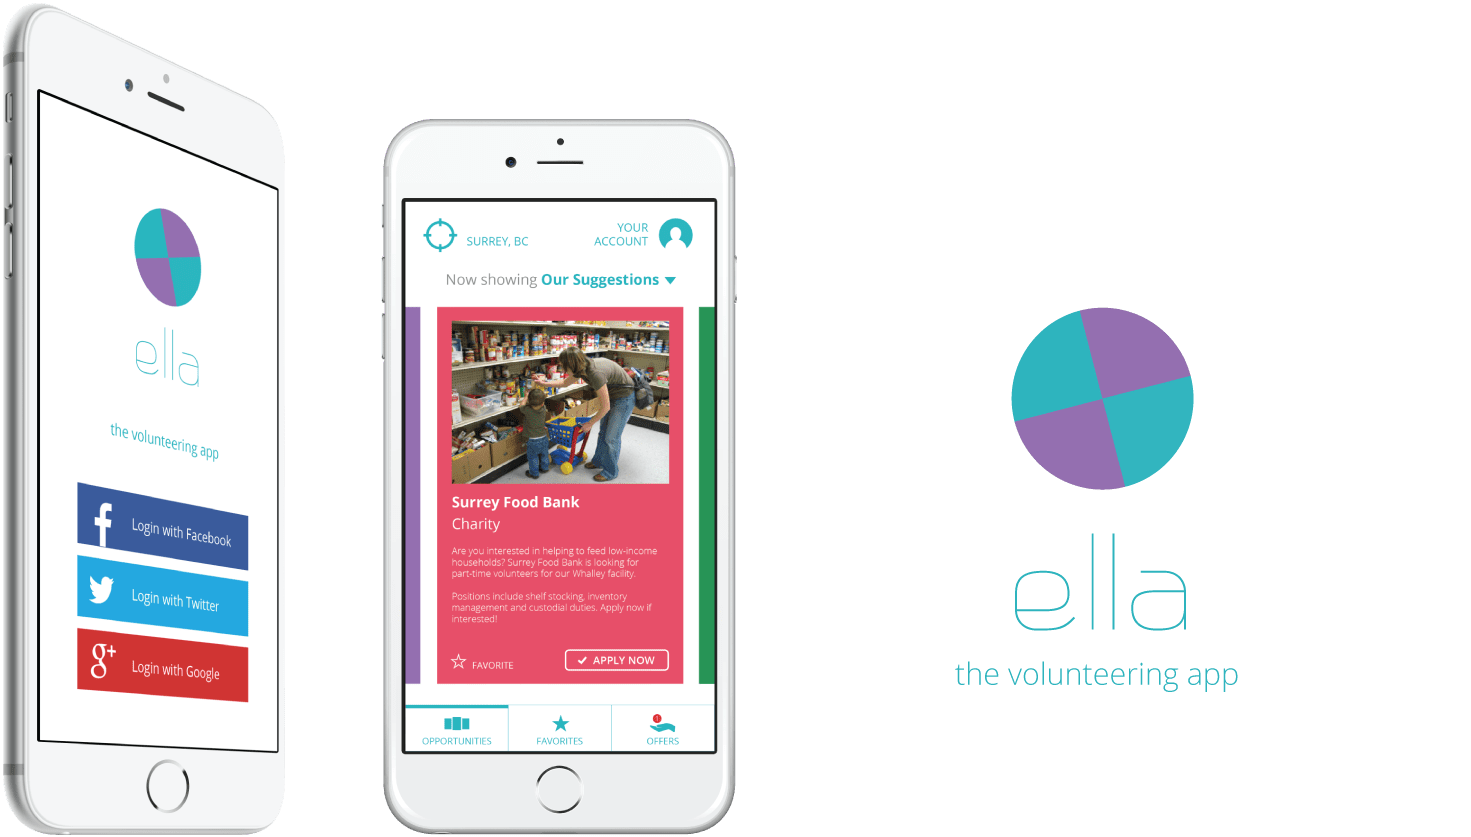 ella
the volunteering app
f Login with Facebook
Login with Twitter
g+ Login with Google
SURREY, BC
YOUR
ACCOUNT
Now showing Our Suggestions
Surrey Food Bank
Charity
Are you interested in helping to feed low-income
households? Surrey Food Bank is looking for
part-time volunteers for our Whalley facility.
Positions include shelf stocking, inventory
management and custodial duties. Apply now if
interested!
FAVORITE
APPLY NOW
OPPORTUNITIES
FAVORITES
OFFERS
ella
the volunteering app